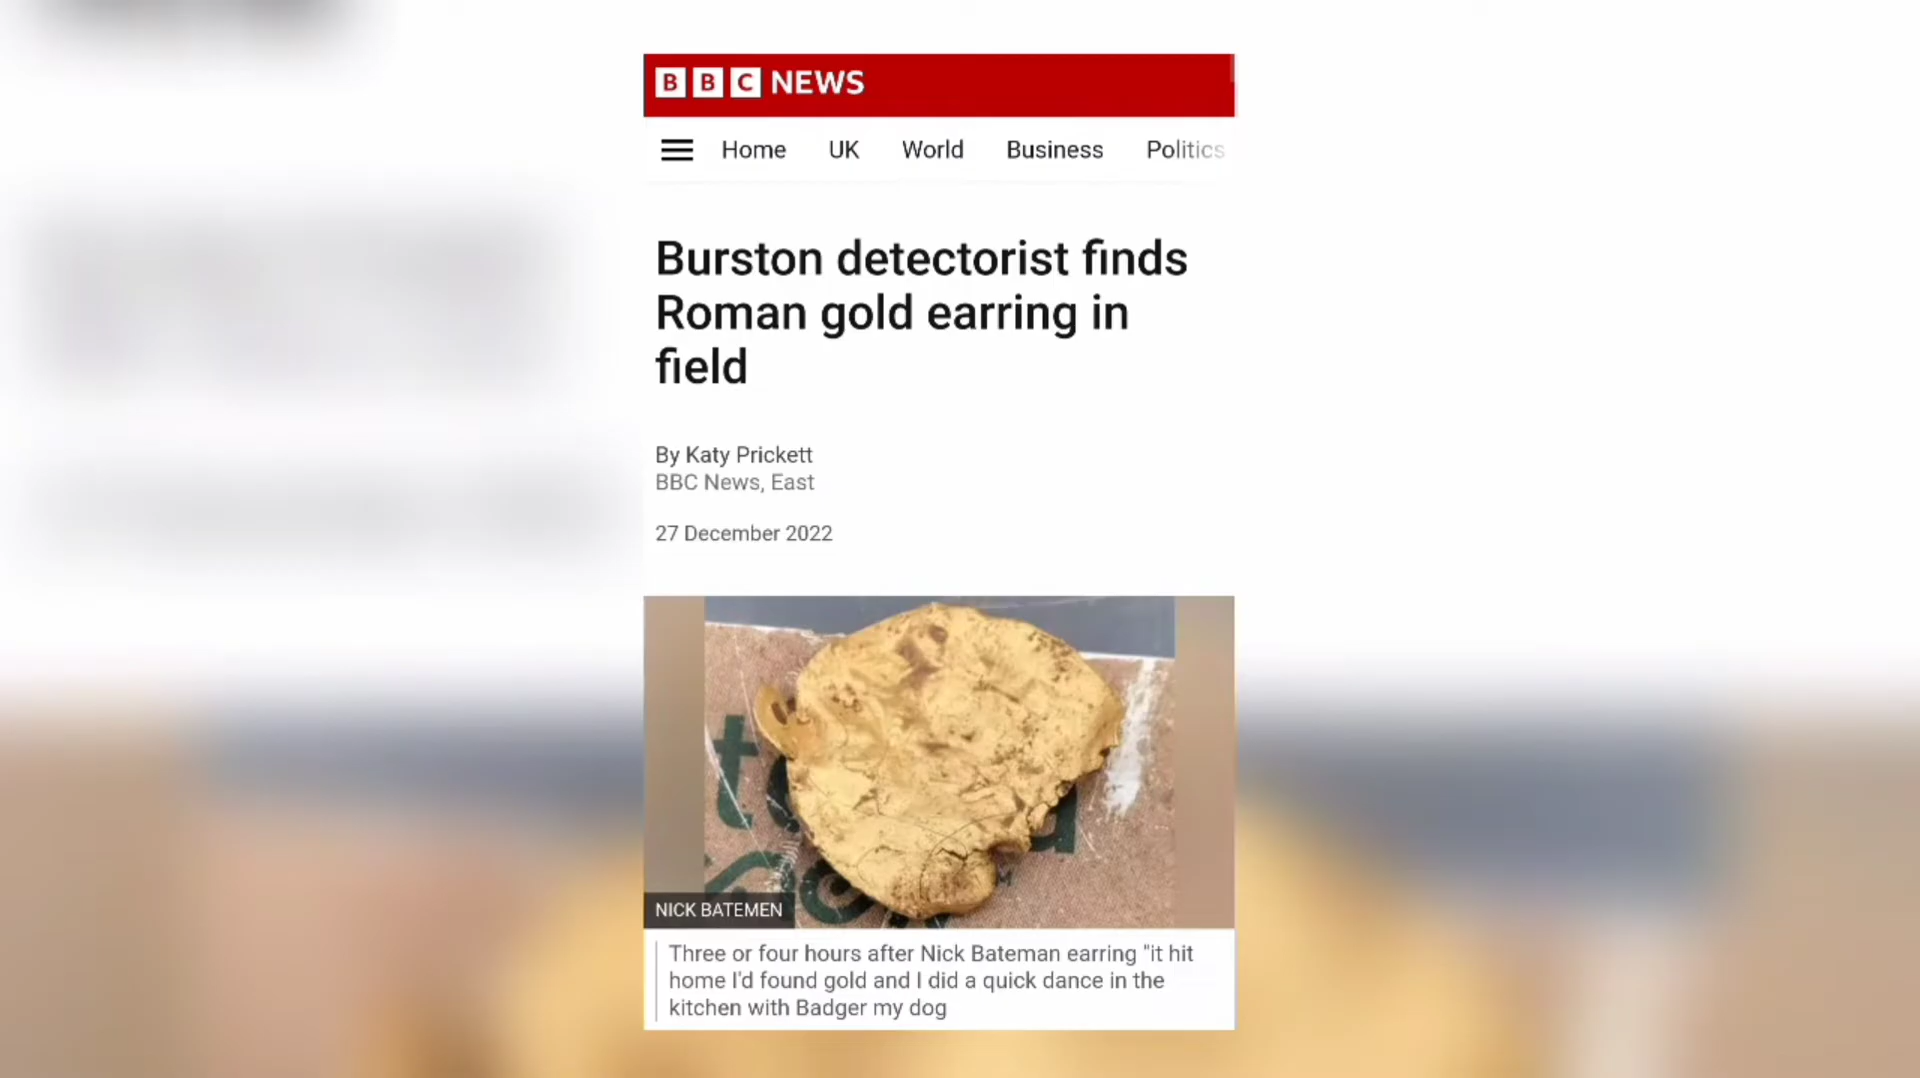 BBC NEWS
Home UK World Business Politics
Burston detectorist finds
Roman gold earring in
field
By Katy Prickett
BBC News, East
27 December 2022
NICK BATEMEN
Three or four hours after Nick Bateman earring "it hit
home I'd found gold and I did a quick dance in the
kitchen with Badger my dog